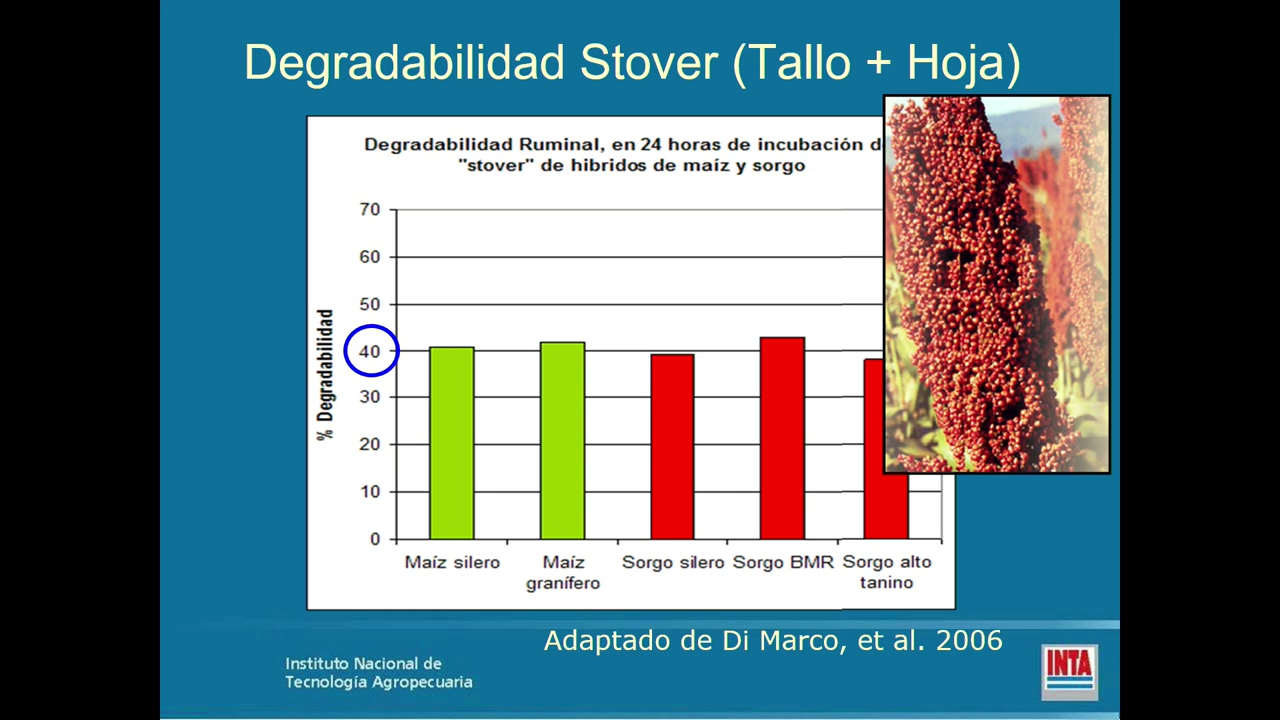 Degradabilidad Stover (Tallo + Hoja)
Degradabilidad Ruminal, en 24 horas de incubación
"stover" de hibridos de maíz y sorgo
70
60
50
40
30
20
10
0
% Degradabilidad
Maíz silero
Maíz
granífero
Sorgo silero
Sorgo BMR
Sorgo alto
tanino
Adaptado de Di Marco, et al. 2006
Instituto Nacional de
Tecnología Agropecuaria
INTA